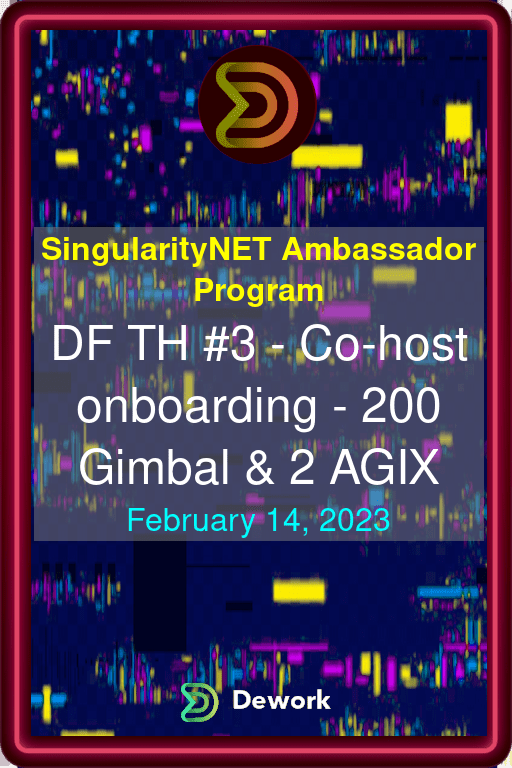 SingularityNET Ambassador
Program
DF TH #3 - Co-host
onboarding - 200
Gimbal & 2 AGIX
February 14, 2023
Dework